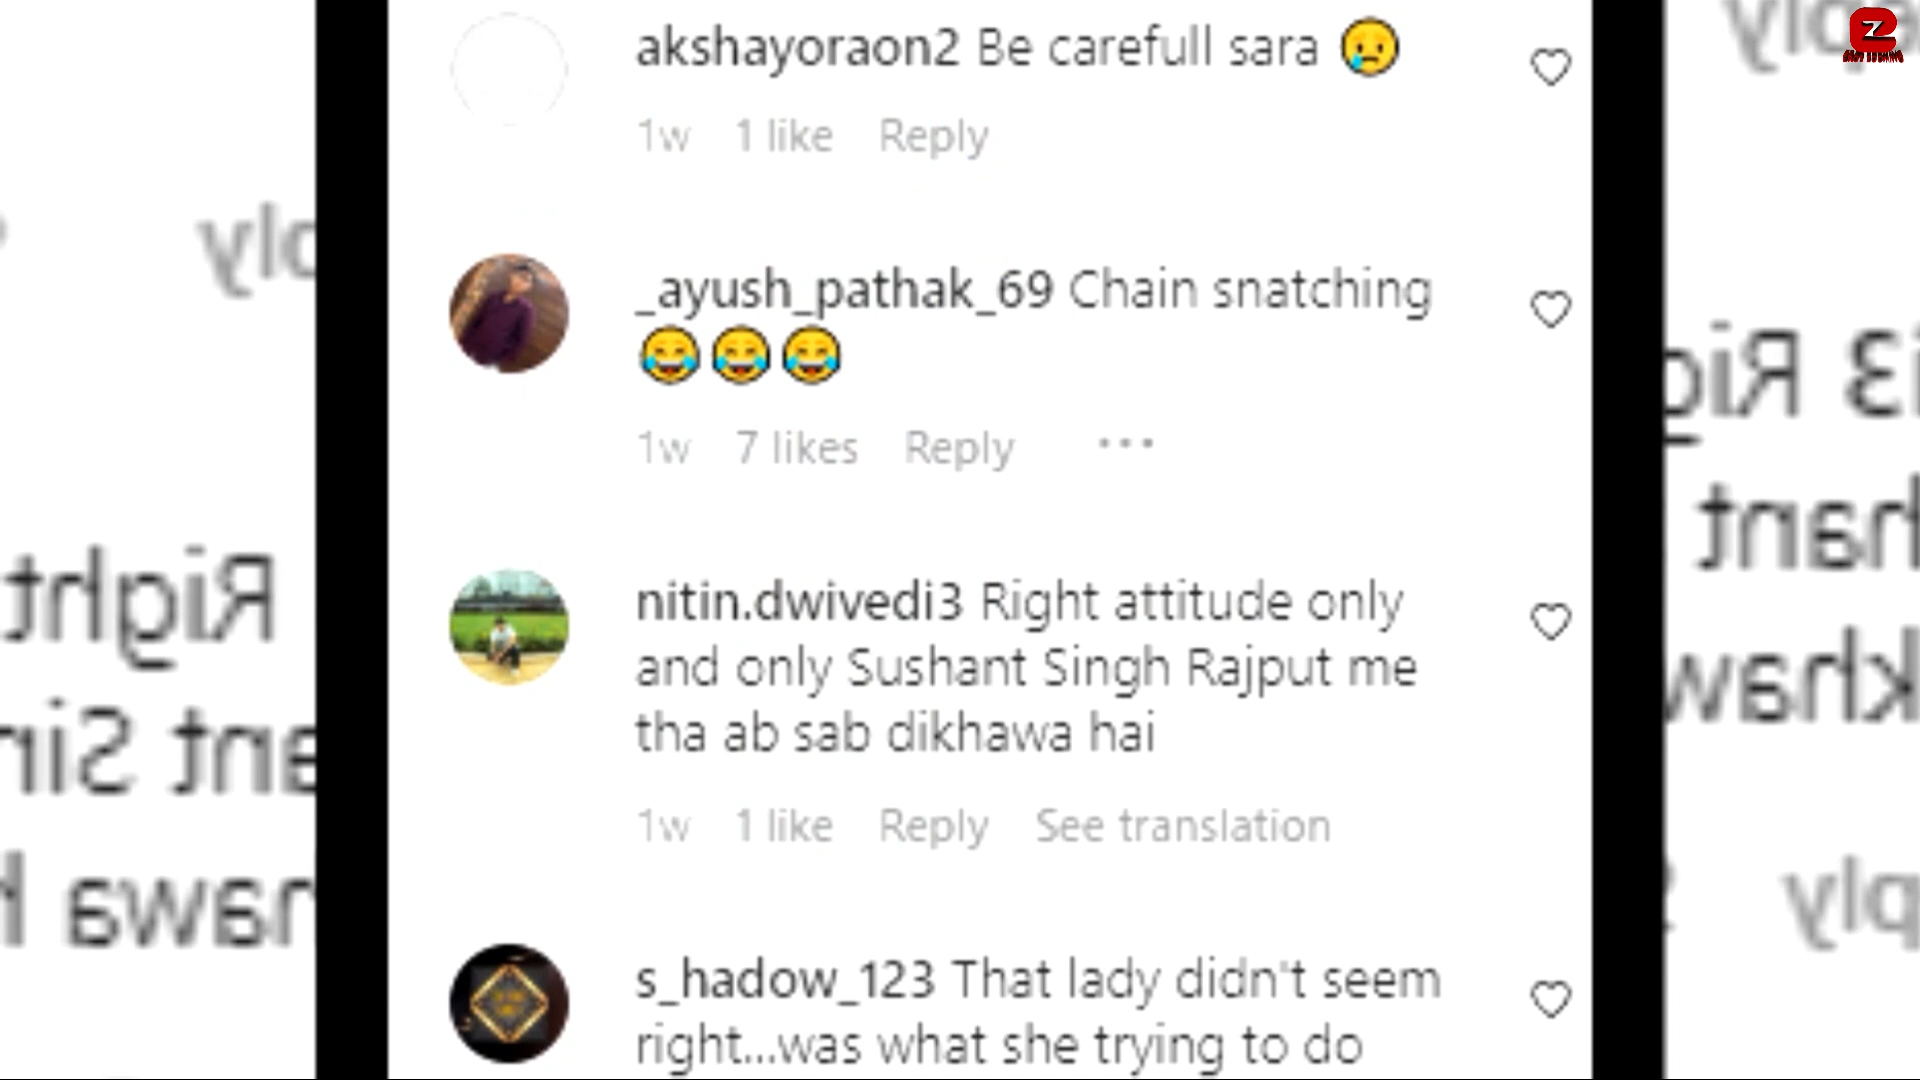 akshayoraon2 Be carefull sara 😥
1w 1 like Reply
_ayush_pathak_69 Chain snatching
😂😂😂
1w 7 likes Reply •••
nitin.dwivedi3 Right attitude only
and only Sushant Singh Rajput me
tha ab sab dikhawa hai
1w 1 like Reply See translation
s_hadow_123 That lady didn't seem
right...was what she trying to do